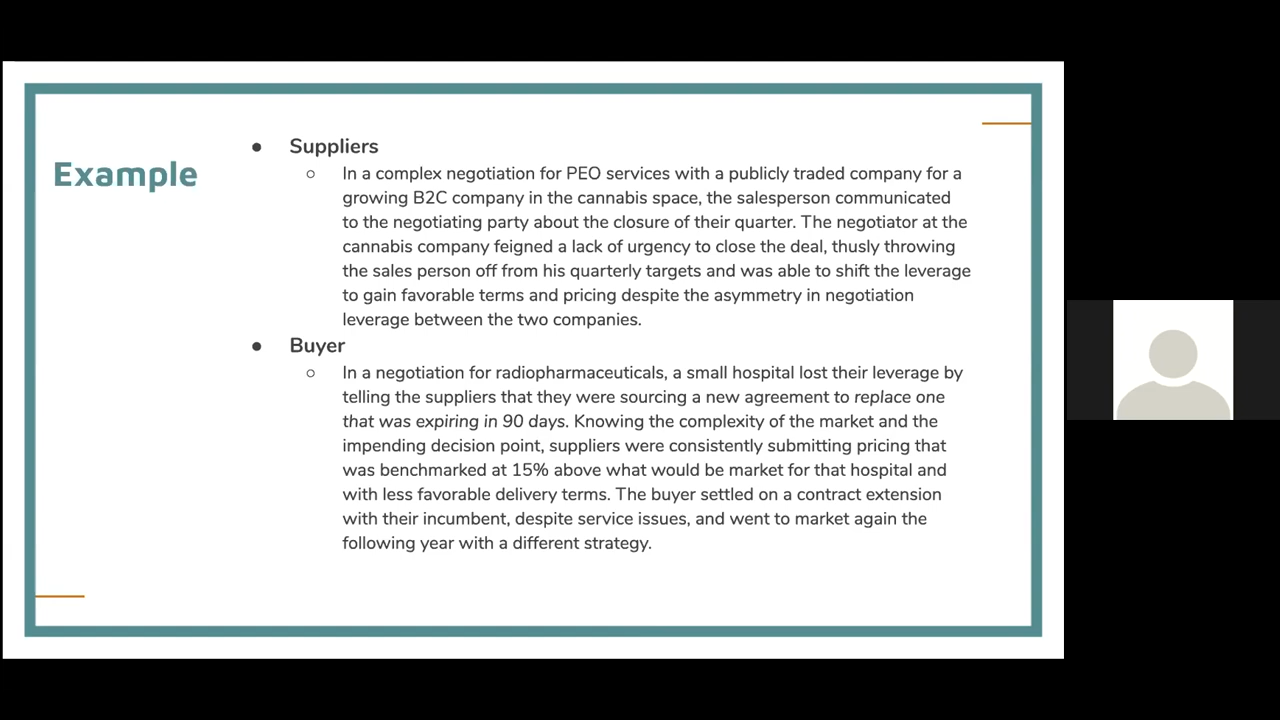 Example
● Suppliers
○ In a complex negotiation for PEO services with a publicly traded company for a
growing B2C company in the cannabis space, the salesperson communicated
to the negotiating party about the closure of their quarter. The negotiator at the
cannabis company feigned a lack of urgency to close the deal, thusly throwing
the sales person off from his quarterly targets and was able to shift the leverage
to gain favorable terms and pricing despite the asymmetry in negotiation
leverage between the two companies.
● Buyer
○ In a negotiation for radiopharmaceuticals, a small hospital lost their leverage by
telling the suppliers that they were sourcing a new agreement to replace one
that was expiring in 90 days. Knowing the complexity of the market and the
impending decision point, suppliers were consistently submitting pricing that
was benchmarked at 15% above what would be market for that hospital and
with less favorable delivery terms. The buyer settled on a contract extension
with their incumbent, despite service issues, and went to market again the
following year with a different strategy.